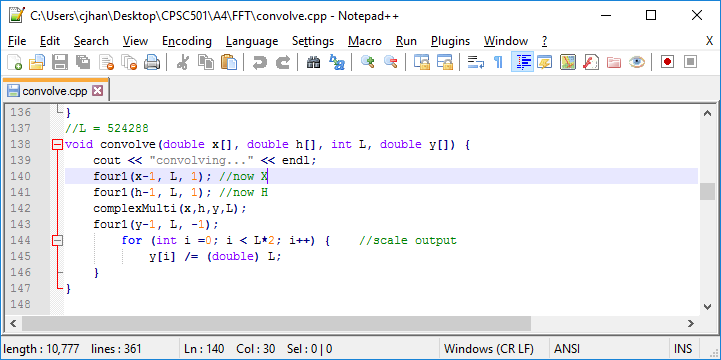 C:\Users\cjhan\Desktop\CPSC501\A4\FFT\convolve.cpp - Notepad++
File Edit Search View Encoding Language Settings Macro Run Plugins Window ? X
convolve.cpp
136 }
137 //L = 524288
138 void convolve(double x[], double h[], int L, double y[]) {
139 cout << "convolving..." << endl;
140 four1(x-1, L, 1); //now X
141 four1(h-1, L, 1); //now H
142 complexMulti(x,h,y,L);
143 four1(y-1, L, -1);
144 for (int i =0; i < L*2; i++) { //scale output
145 y[i] /= (double) L;
146 }
147 }
148
length : 10,777 lines : 361 Ln : 140 Col : 30 Sel : 0 | 0 Windows (CR LF) ANSI INS